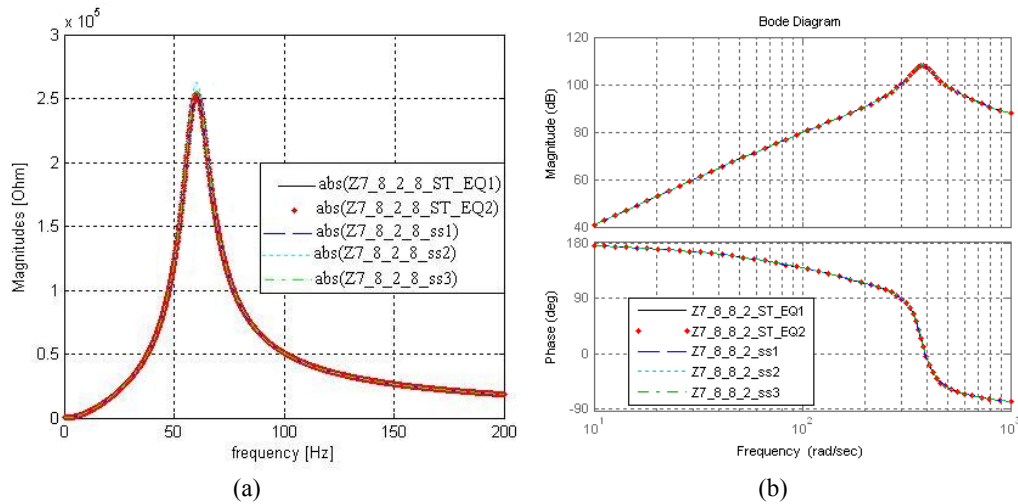 x 10^5
3
2.5
2
1.5
1
0.5
0
Magnitudes [Ohm]
0
50
100
150
200
frequency [Hz]
abs(Z7_8_2_8_ST_EQ1)
abs(Z7_8_2_8_ST_EQ2)
abs(Z7_8_2_8_ss1)
abs(Z7_8_2_8_ss2)
abs(Z7_8_2_8_ss3)
(a)
Bode Diagram
120
100
80
60
40
Magnitude (dB)
180
90
0
-90
Phase (deg)
Z7_8_8_2_ST_EQ1
Z7_8_8_2_ST_EQ2
Z7_8_8_2_ss1
Z7_8_8_2_ss2
Z7_8_8_2_ss3
10^1
10^2
10^3
Frequency (rad/sec)
(b)